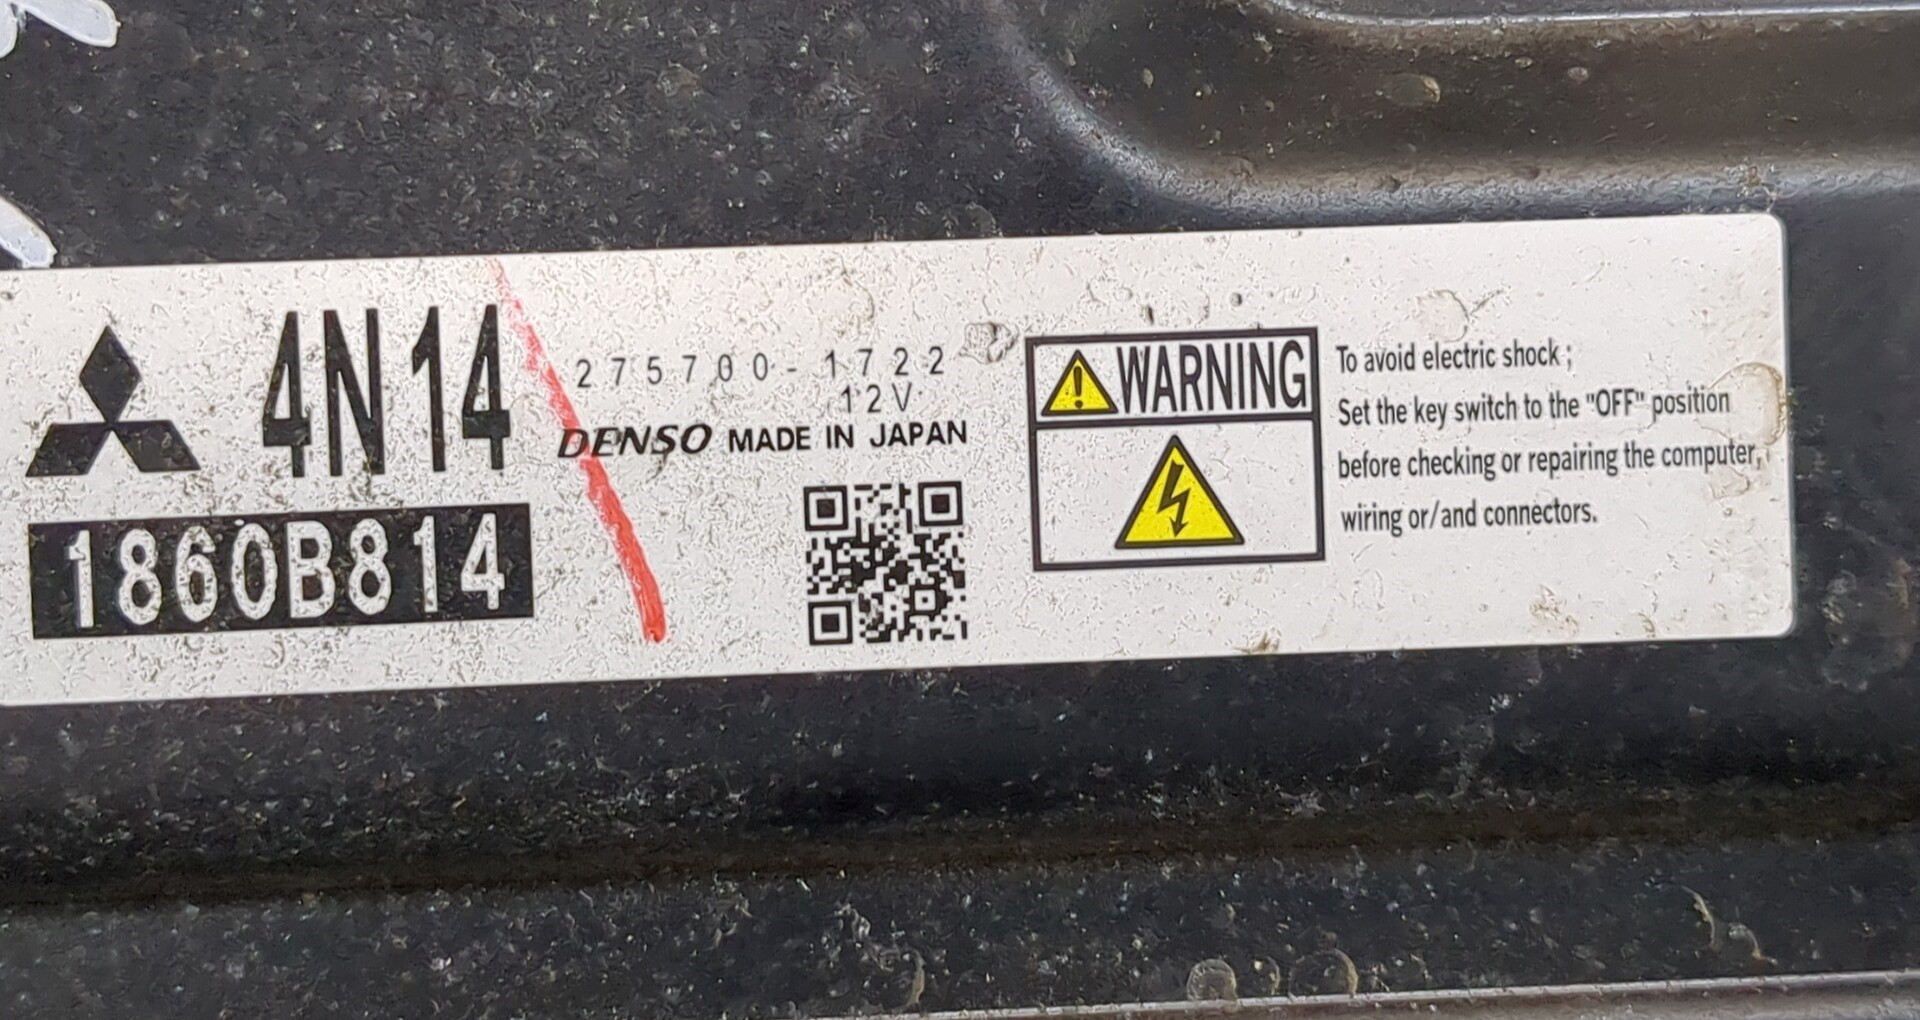 4N14
1860B814
275700-1722
12V
DENSO MADE IN JAPAN
WARNING
To avoid electric shock ;
Set the key switch to the "OFF" position
before checking or repairing the computer,
wiring or/and connectors.